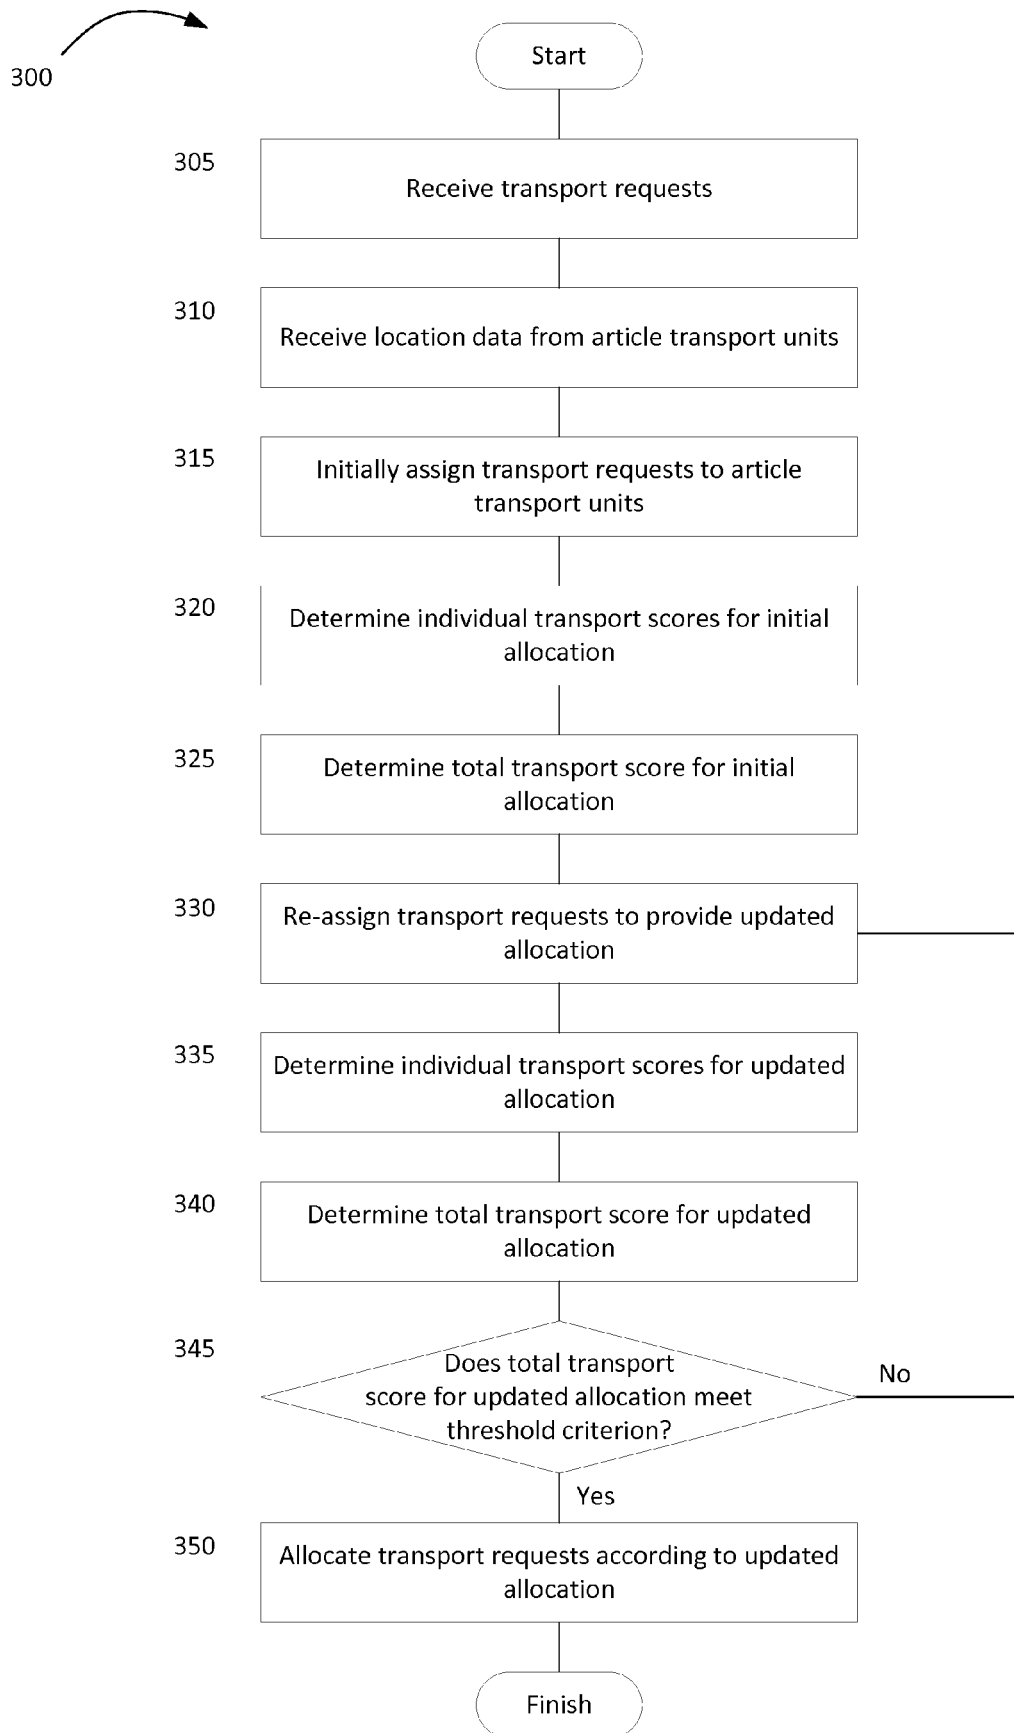 300
Start
305
Receive transport requests
310
Receive location data from article transport units
315
Initially assign transport requests to article
transport units
320
Determine individual transport scores for initial
allocation
325
Determine total transport score for initial
allocation
330
Re-assign transport requests to provide updated
allocation
335
Determine individual transport scores for updated
allocation
340
Determine total transport score for updated
allocation
345
Does total transport
score for updated allocation meet
threshold criterion?
No
Yes
350
Allocate transport requests according to updated
allocation
Finish